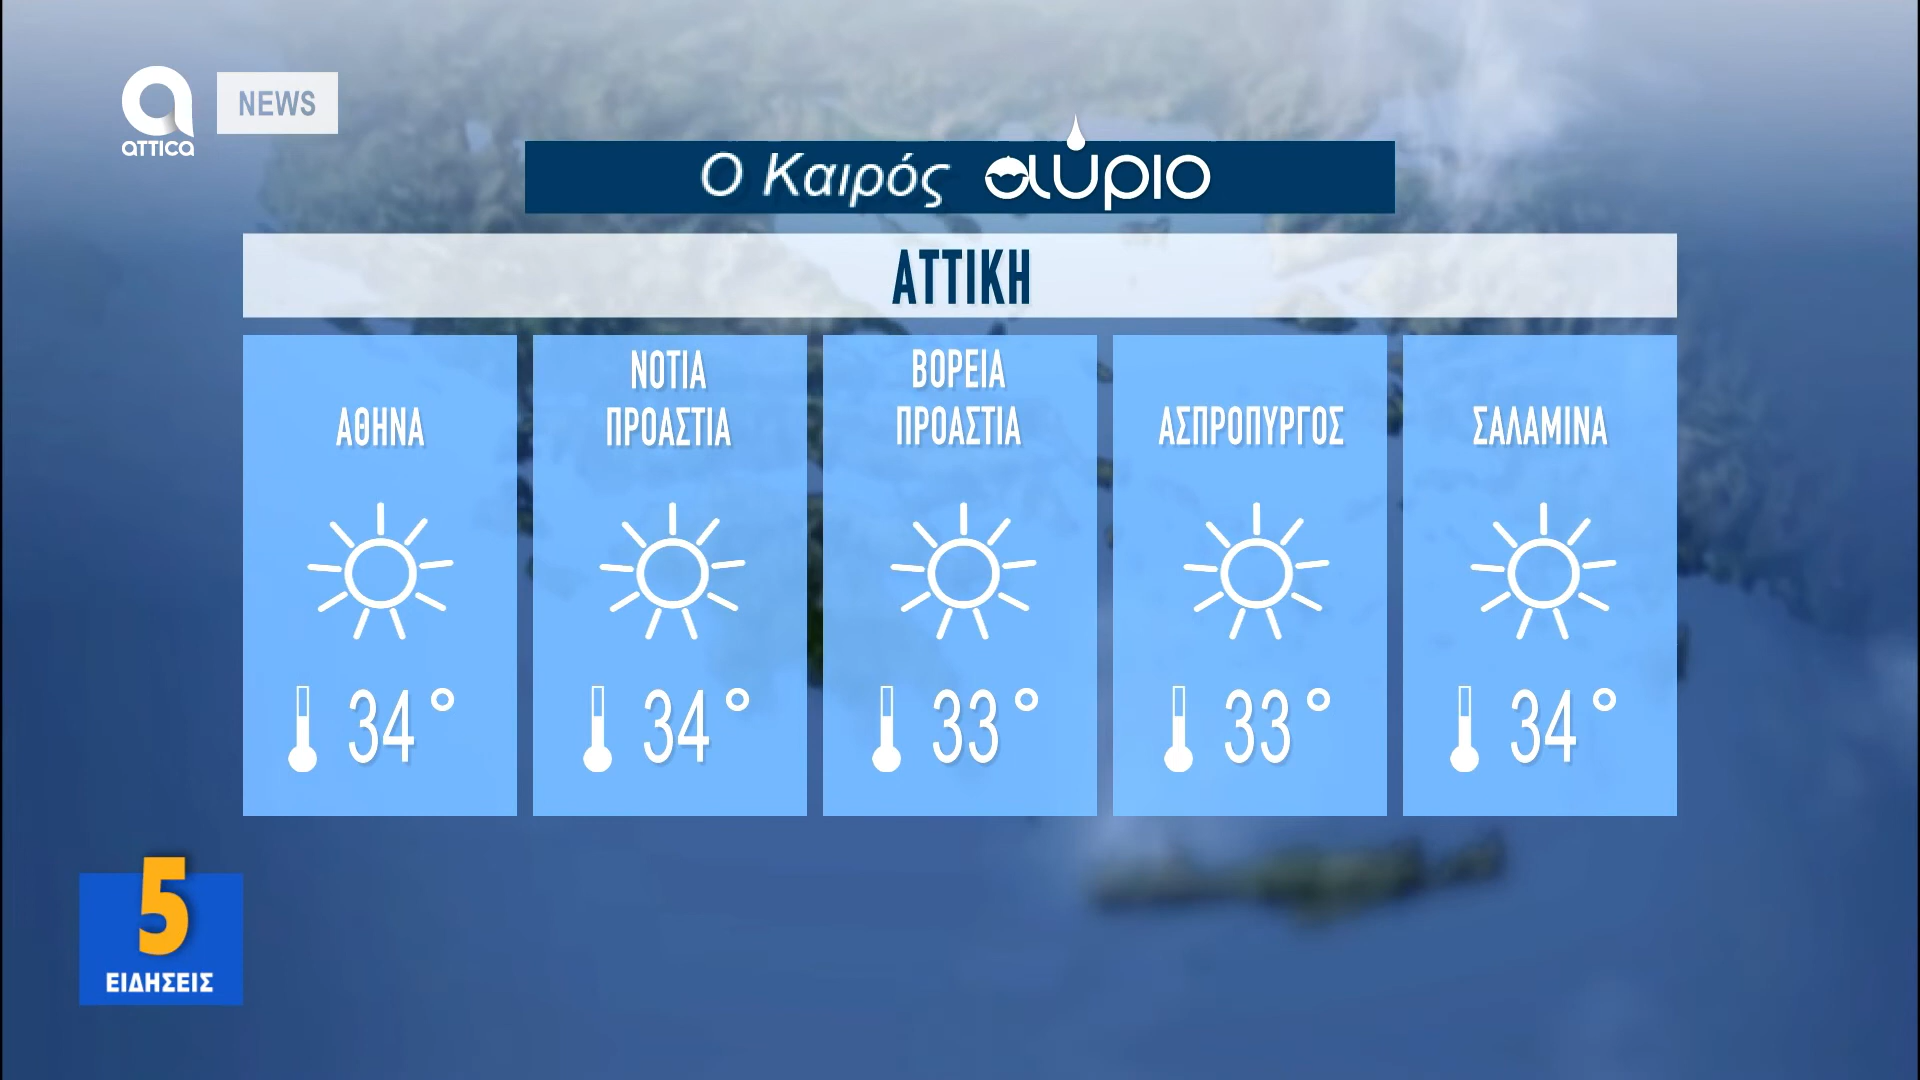 attica
NEWS
Ο Καιρός αύριο
ΑΤΤΙΚΗ
ΑΘΗΝΑ
34°
ΝΟΤΙΑ
ΠΡΟΑΣΤΙΑ
34°
ΒΟΡΕΙΑ
ΠΡΟΑΣΤΙΑ
33°
ΑΣΠΡΟΠΥΡΓΟΣ
33°
ΣΑΛΑΜΙΝΑ
34°
5
ΕΙΔΗΣΕΙΣ